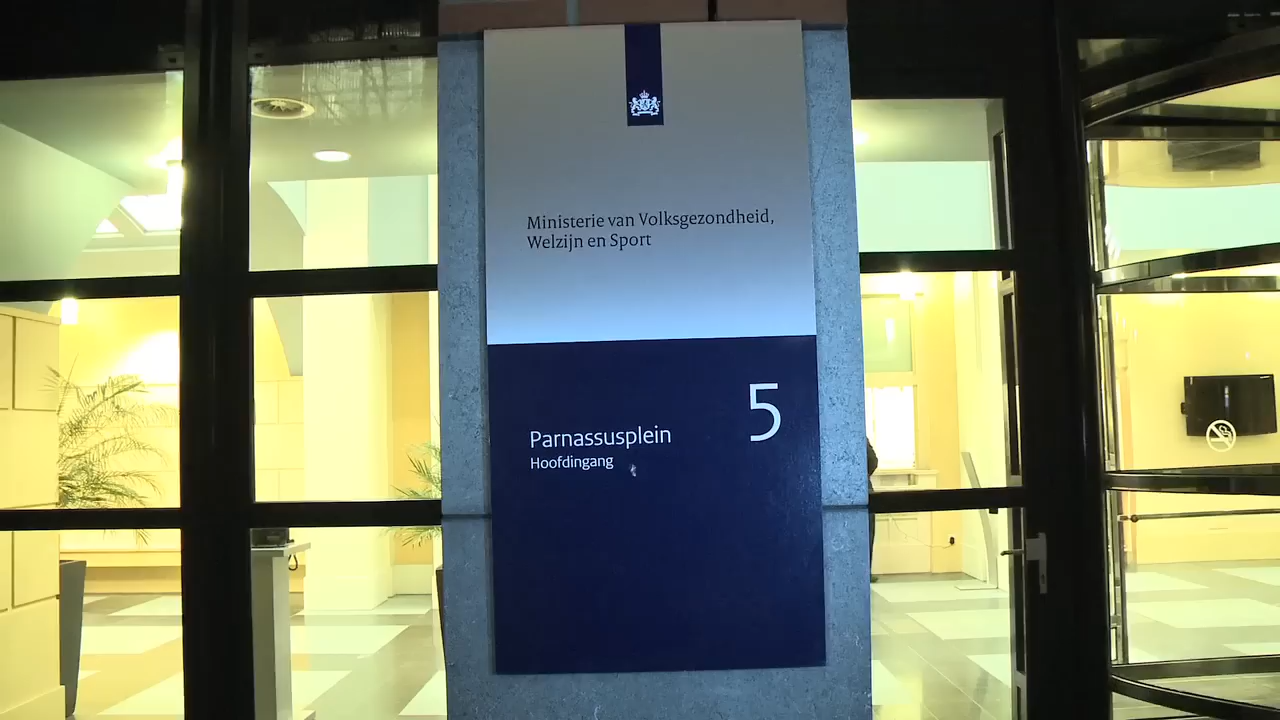 Ministerie van Volksgezondheid,
Welzijn en Sport
5
Parnassusplein
Hoofdingang